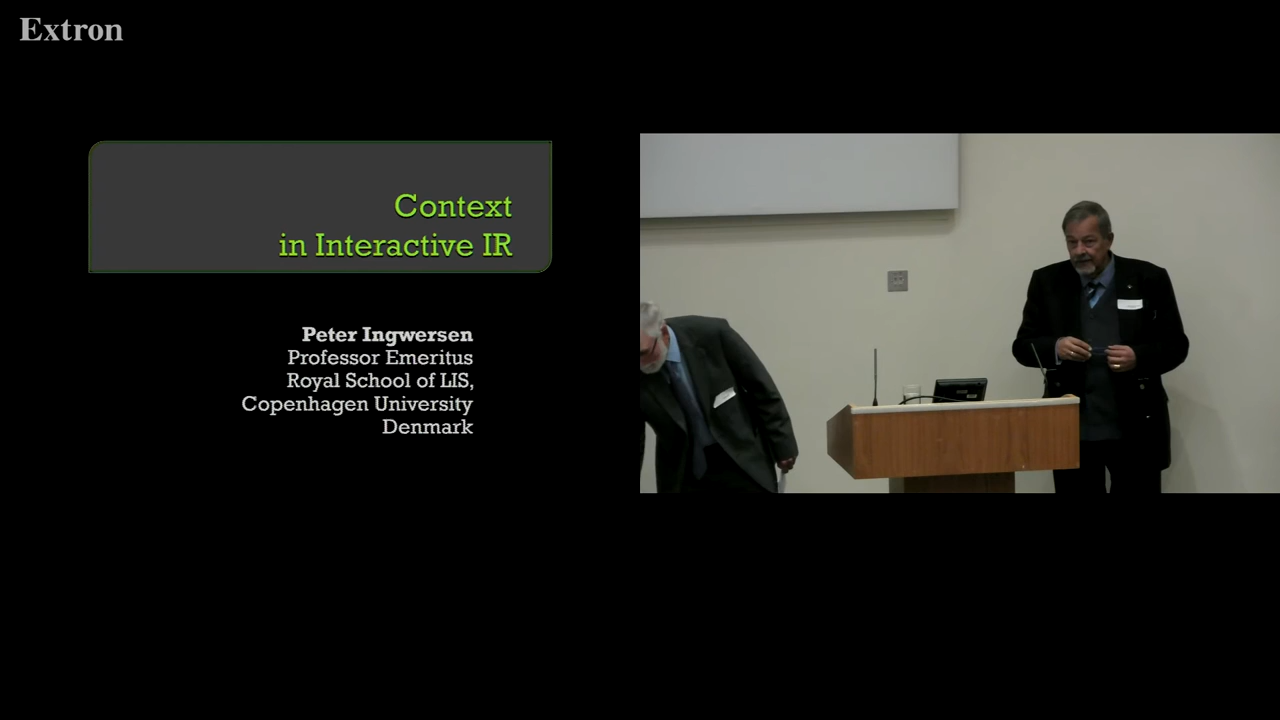 Extron
Context
in Interactive IR
Peter Ingwersen
Professor Emeritus
Royal School of LIS,
Copenhagen University
Denmark